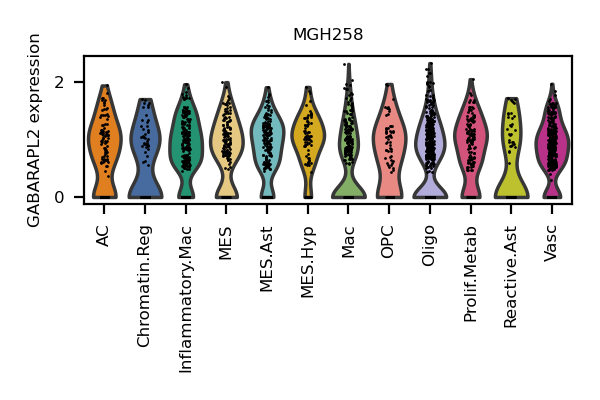 MGH258
GABARAPL2 expression
2
0
AC
Chromatin.Reg
Inflammatory.Mac
MES
MES.Ast
MES.Hyp
Mac
OPC
Oligo
Prolif.Metab
Reactive.Ast
Vasc